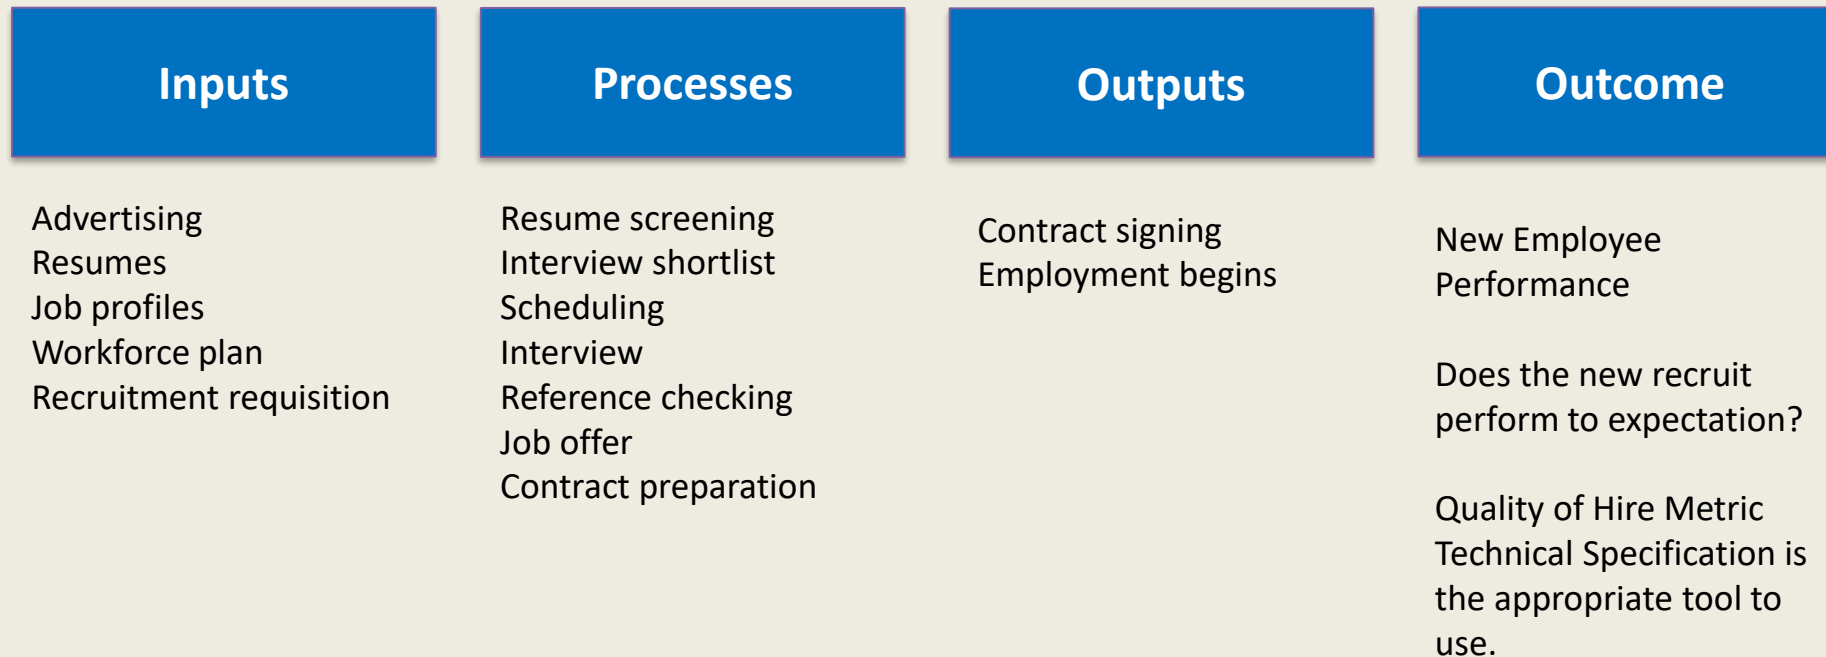 Inputs
Advertising
Resumes
Job profiles
Workforce plan
Recruitment requisition
Processes
Resume screening
Interview shortlist
Scheduling
Interview
Reference checking
Job offer
Contract preparation
Outputs
Contract signing
Employment begins
Outcome
New Employee
Performance
Does the new recruit
perform to expectation?
Quality of Hire Metric
Technical Specification is
the appropriate tool to
use.